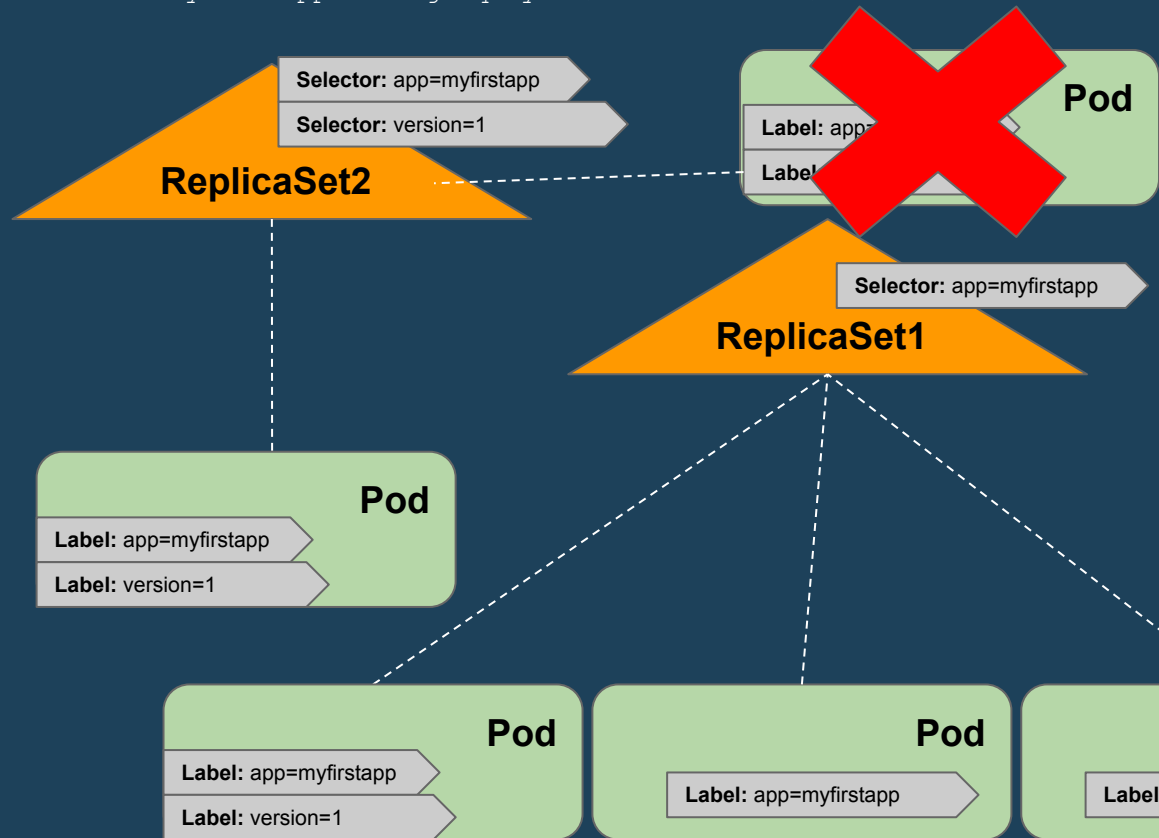 Selector: app=myfirstapp
Selector: version=1
ReplicaSet2
Pod
Label: app=
Label
Selector: app=myfirstapp
ReplicaSet1
Pod
Label: app=myfirstapp
Label: version=1
Pod
Label: app=myfirstapp
Label: version=1
Pod
Label: app=myfirstapp
Label